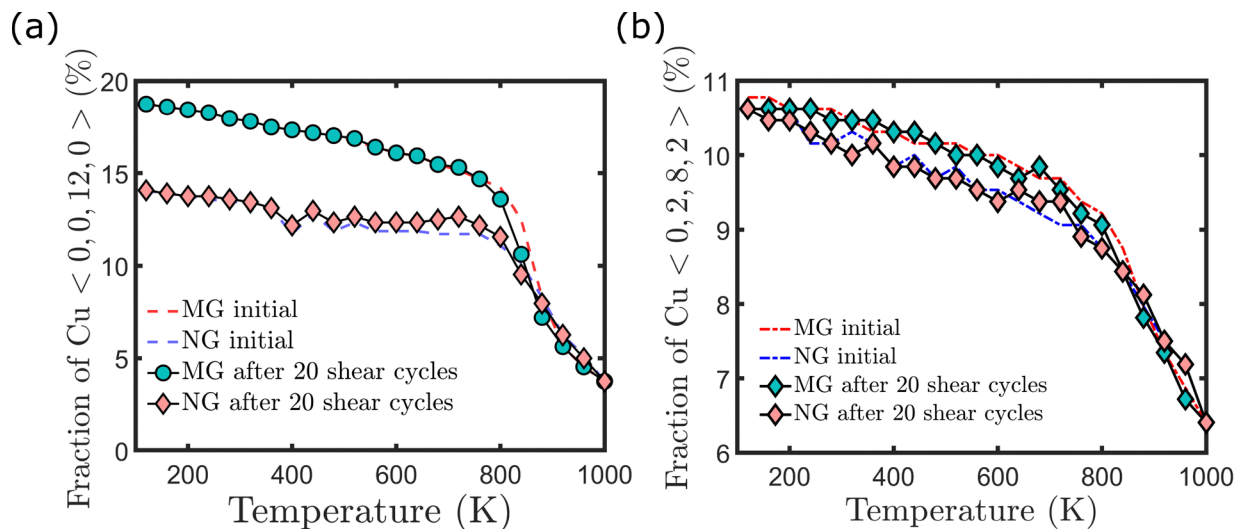 (a)
Fraction of Cu < 0, 0, 12, 0 > (%)
20
15
10
5
0
MG initial
NG initial
MG after 20 shear cycles
NG after 20 shear cycles
200
400
600
800
1000
Temperature (K)
(b)
Fraction of Cu < 0, 2, 8, 2 > (%)
11
10
9
8
7
6
MG initial
NG initial
MG after 20 shear cycles
NG after 20 shear cycles
200
400
600
800
1000
Temperature (K)